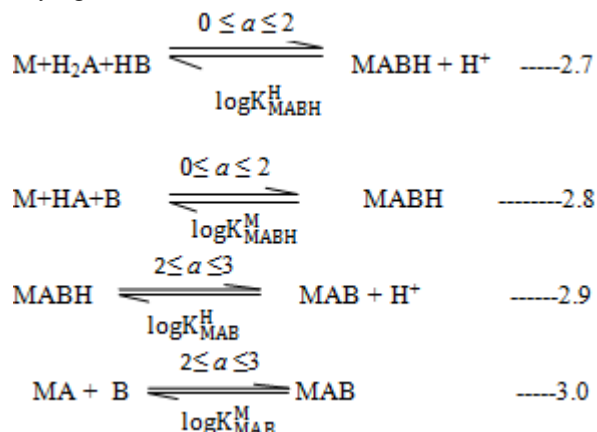 0 ≤ a ≤ 2
M+H₂A+HB MABH + H⁺ -----2.7
logK^H_MABH
0≤ a ≤ 2
M+HA+B MABH --------2.8
logK^M_MABH
2≤ a ≤3
MABH MAB + H⁺ ------2.9
logK^H_MAB
2≤ a ≤3
MA + B MAB -----3.0
logK^M_MAB